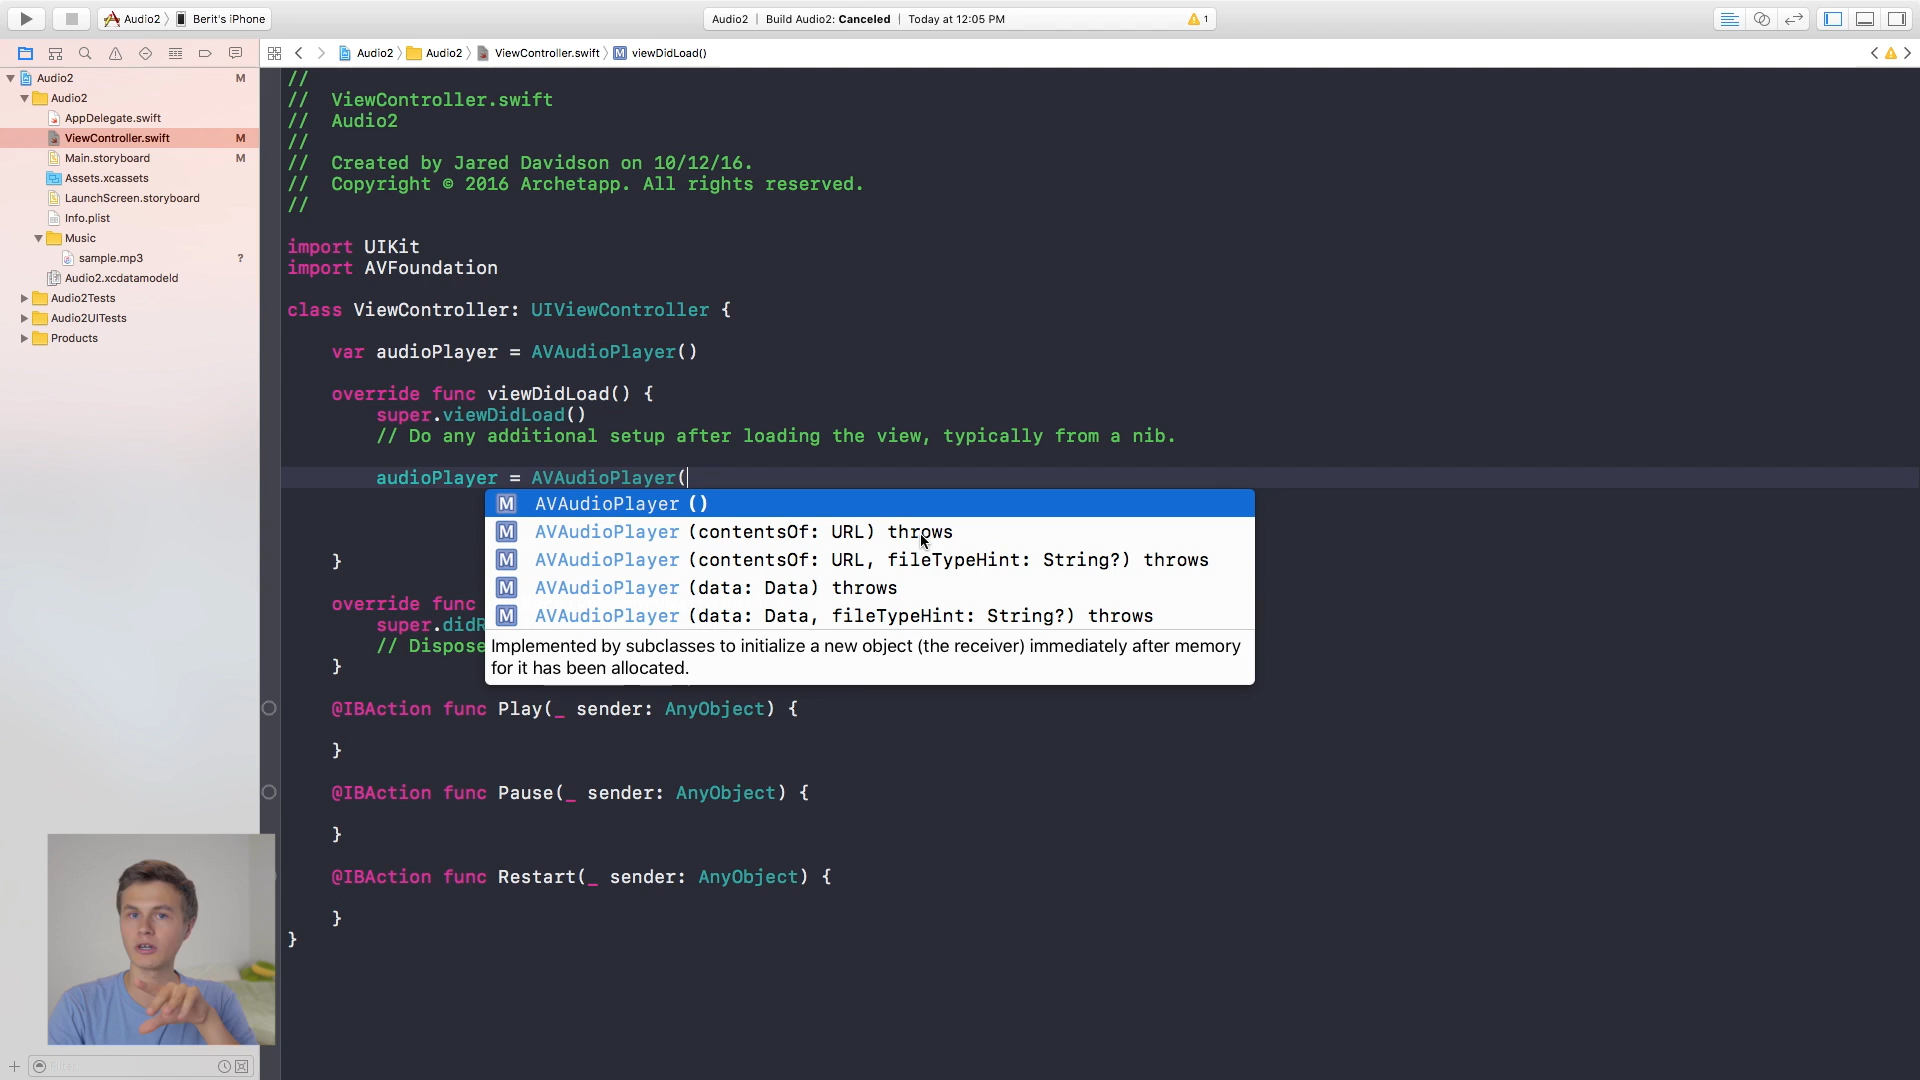 Audio2 Berit's iPhone
Audio2 | Build Audio2: Canceled | Today at 12:05 PM
1
Audio2 Audio2 ViewController.swift M viewDidLoad()
Audio2 M
Audio2
AppDelegate.swift
ViewController.swift M
Main.storyboard M
Assets.xcassets
LaunchScreen.storyboard
Info.plist
Music
sample.mp3 ?
Audio2.xcdatamodeld
Audio2Tests
Audio2UITests
Products
Filter
//
// ViewController.swift
// Audio2
//
// Created by Jared Davidson on 10/12/16.
// Copyright © 2016 Archetapp. All rights reserved.
//
import UIKit
import AVFoundation
class ViewController: UIViewController {
var audioPlayer = AVAudioPlayer()
override func viewDidLoad() {
super.viewDidLoad()
// Do any additional setup after loading the view, typically from a nib.
audioPlayer = AVAudioPlayer(
M AVAudioPlayer ()
M AVAudioPlayer (contentsOf: URL) throws
M AVAudioPlayer (contentsOf: URL, fileTypeHint: String?) throws
M AVAudioPlayer (data: Data) throws
M AVAudioPlayer (data: Data, fileTypeHint: String?) throws
Implemented by subclasses to initialize a new object (the receiver) immediately after memory
for it has been allocated.
}
override func
super.didR
// Dispose
}
@IBAction func Play(_ sender: AnyObject) {
}
@IBAction func Pause(_ sender: AnyObject) {
}
@IBAction func Restart(_ sender: AnyObject) {
}
}